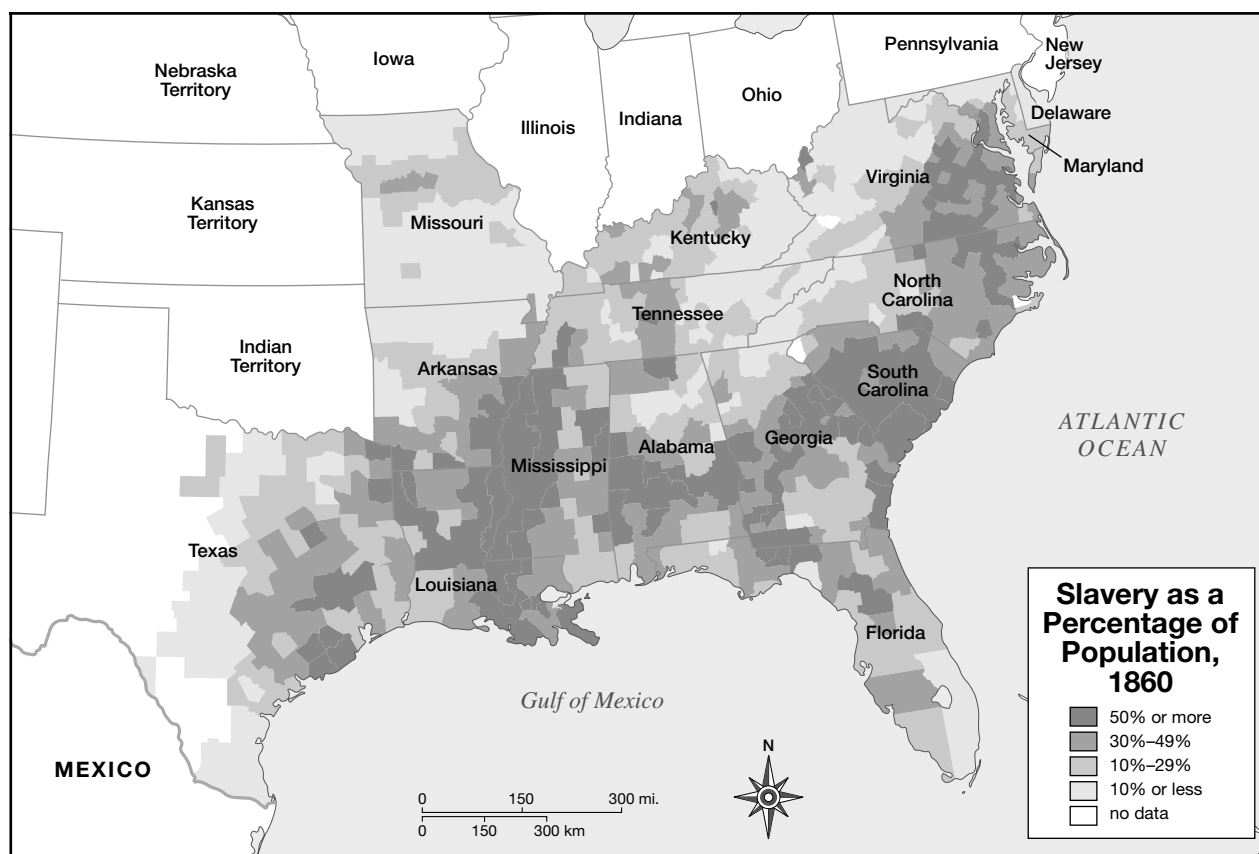 Nebraska
Territory
Iowa
Illinois
Indiana
Ohio
Pennsylvania
New
Jersey
Delaware
Maryland
Kansas
Territory
Missouri
Kentucky
Virginia
Indian
Territory
Arkansas
Tennessee
North
Carolina
South
Carolina
Texas
Louisiana
Mississippi
Alabama
Georgia
Florida
MEXICO
Gulf of Mexico
ATLANTIC
OCEAN
0 150 300 mi.
0 150 300 km
N
Slavery as a
Percentage of
Population,
1860
50% or more
30%–49%
10%–29%
10% or less
no data